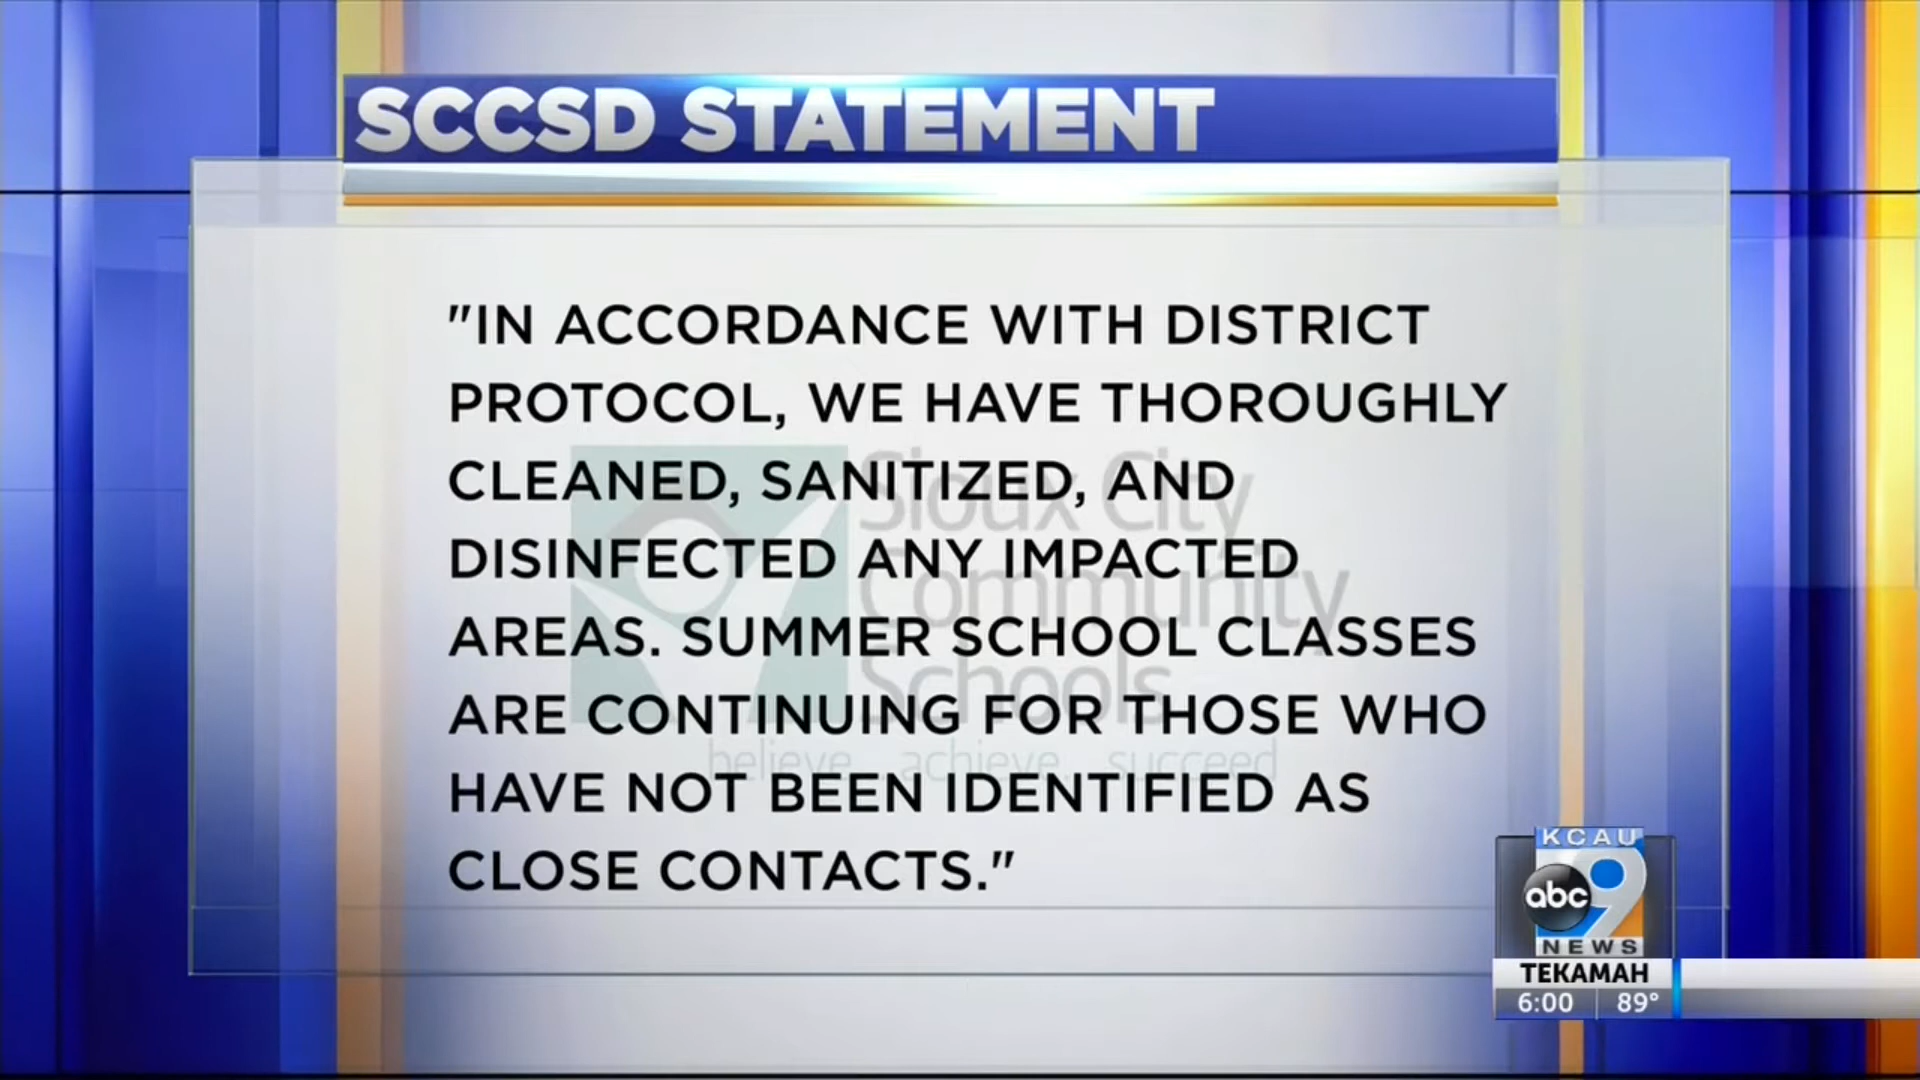 SCCSD STATEMENT
"IN ACCORDANCE WITH DISTRICT
PROTOCOL, WE HAVE THOROUGHLY
CLEANED, SANITIZED, AND
DISINFECTED ANY IMPACTED
AREAS. SUMMER SCHOOL CLASSES
ARE CONTINUING FOR THOSE WHO
HAVE NOT BEEN IDENTIFIED AS
CLOSE CONTACTS."
Sioux City
Community
Schools
believe. achieve. succeed
KCAU
abc 9
NEWS
TEKAMAH
6:00 89°